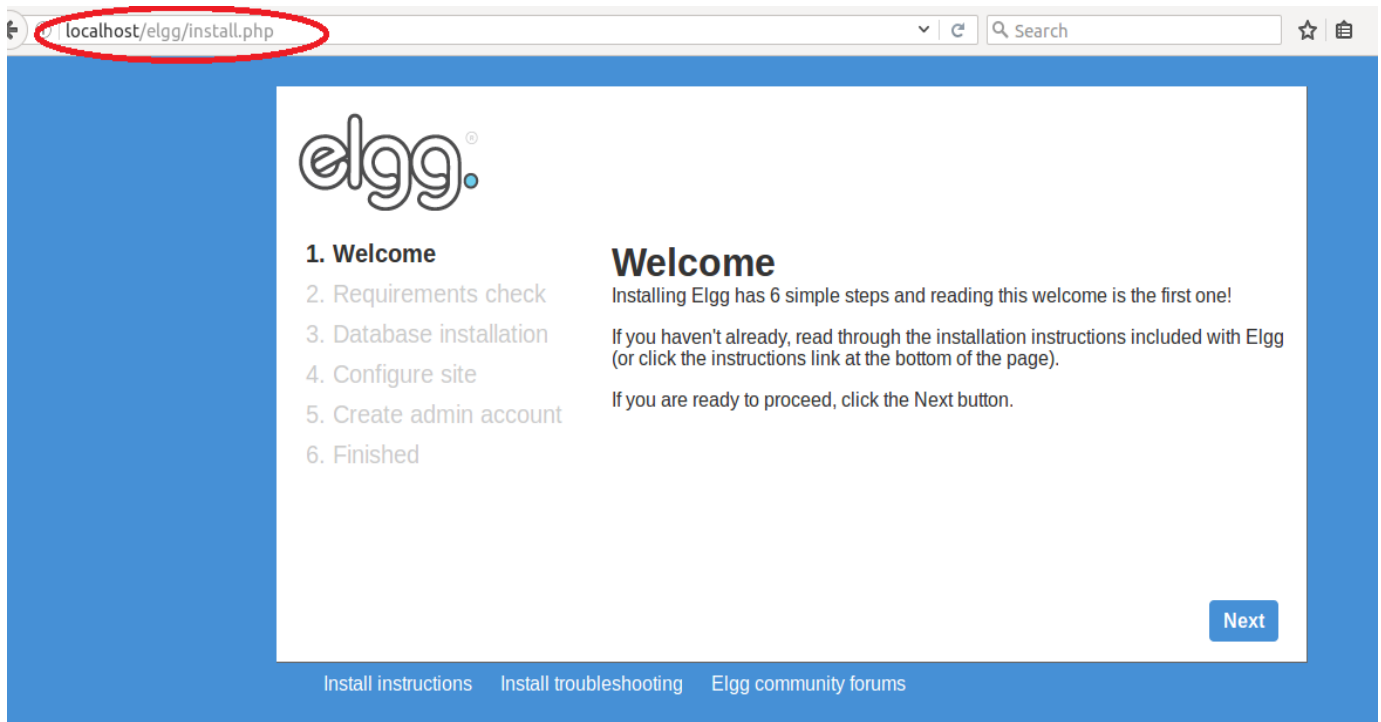 localhost/elgg/install.php
Search
elgg.®
1. Welcome
2. Requirements check
3. Database installation
4. Configure site
5. Create admin account
6. Finished
Welcome
Installing Elgg has 6 simple steps and reading this welcome is the first one!
If you haven't already, read through the installation instructions included with Elgg
(or click the instructions link at the bottom of the page).
If you are ready to proceed, click the Next button.
Next
Install instructions Install troubleshooting Elgg community forums